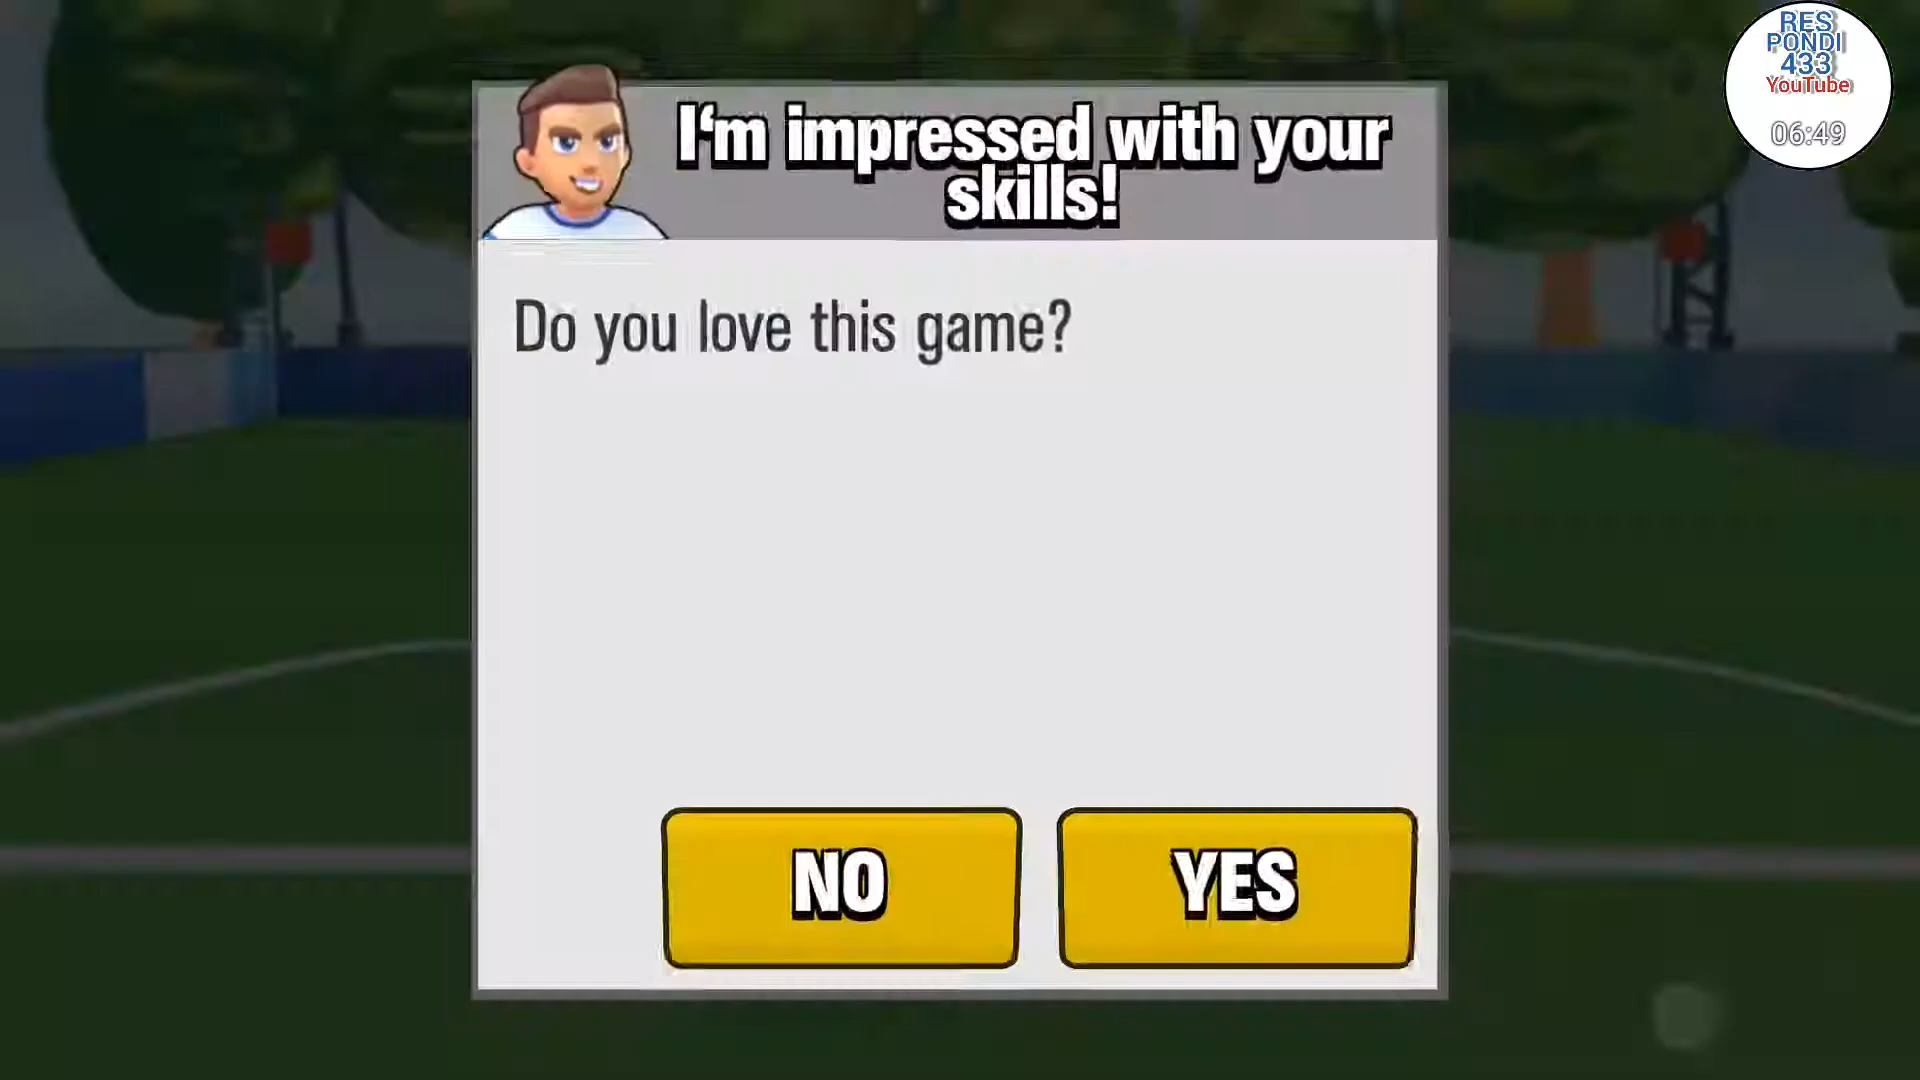 I'm impressed with your
skills!
Do you love this game?
NO
YES
RES
PONDI
433
YouTube
06:49